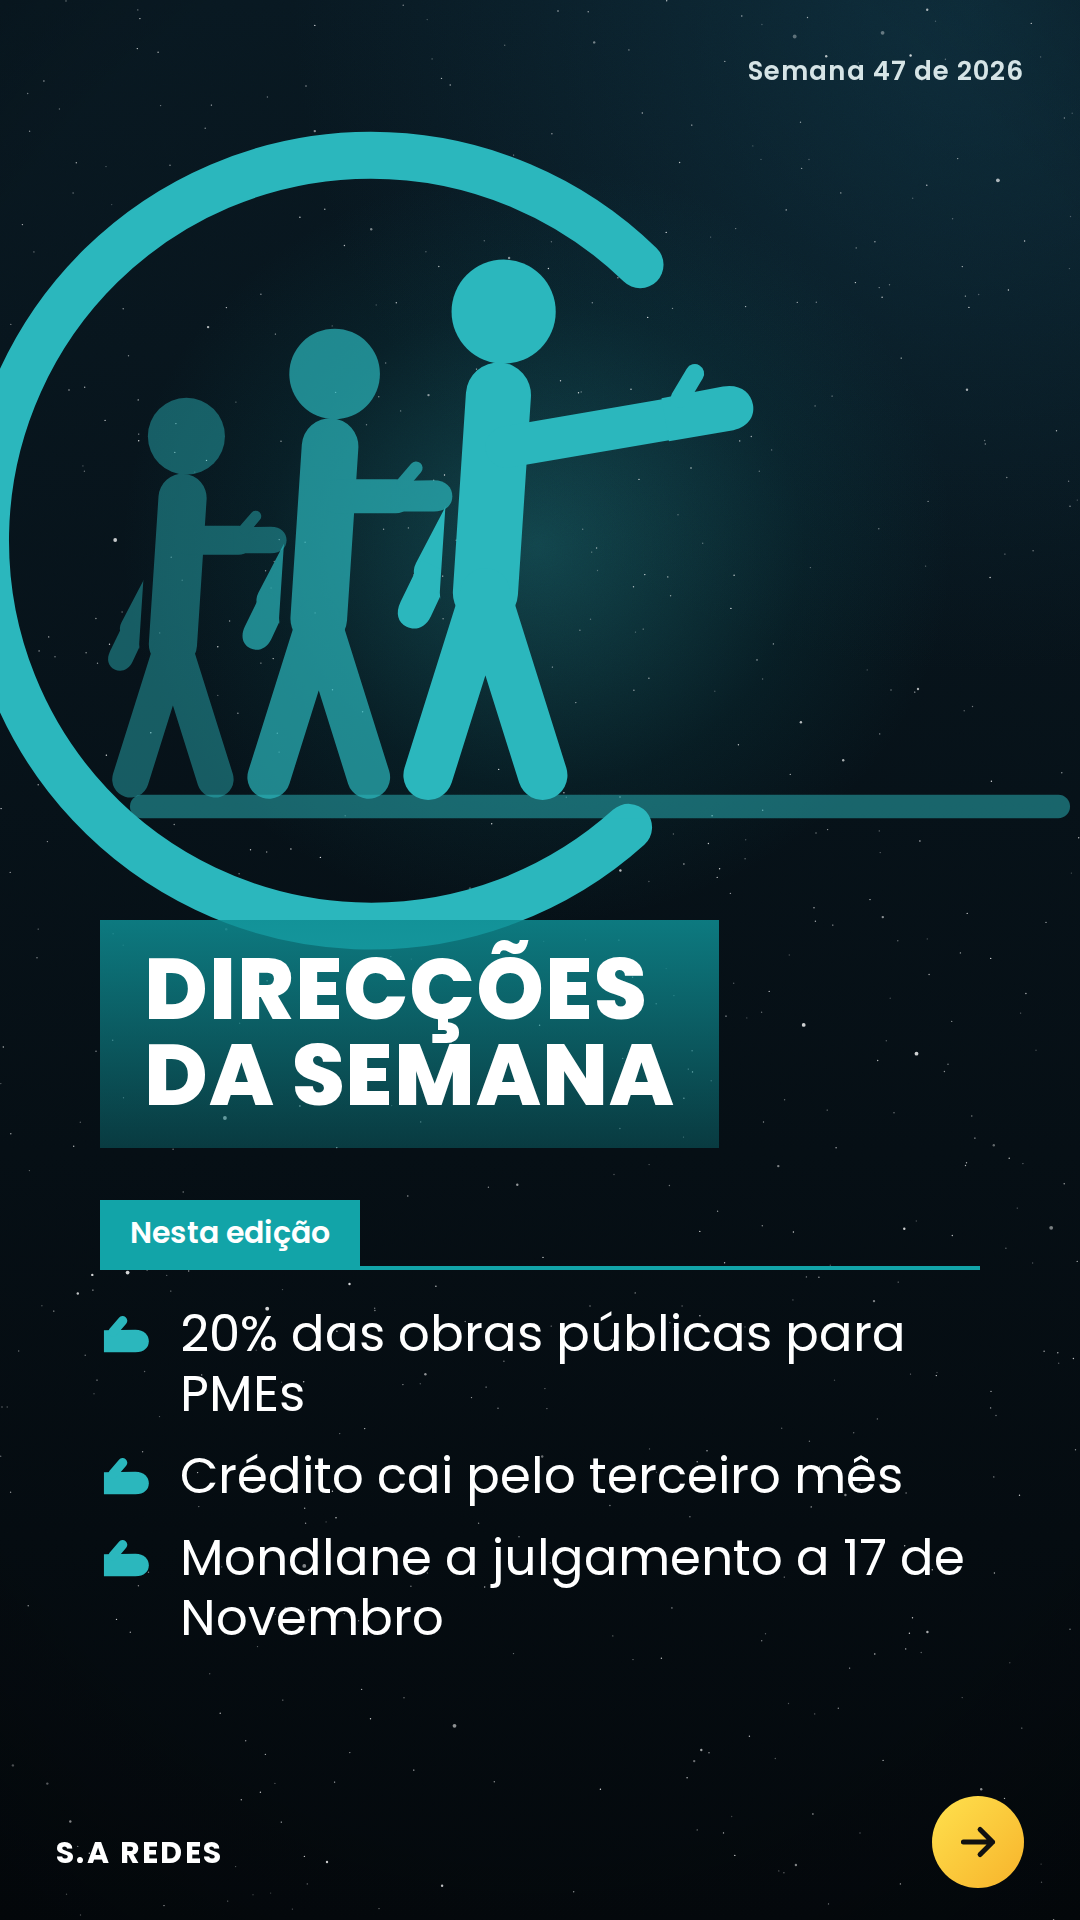 Semana 47 de 2026
DIRECÇÕES
DA SEMANA
Nesta edição
20% das obras públicas para
PMEs
Crédito cai pelo terceiro mês
Mondlane a julgamento a 17 de
Novembro
S.A REDES